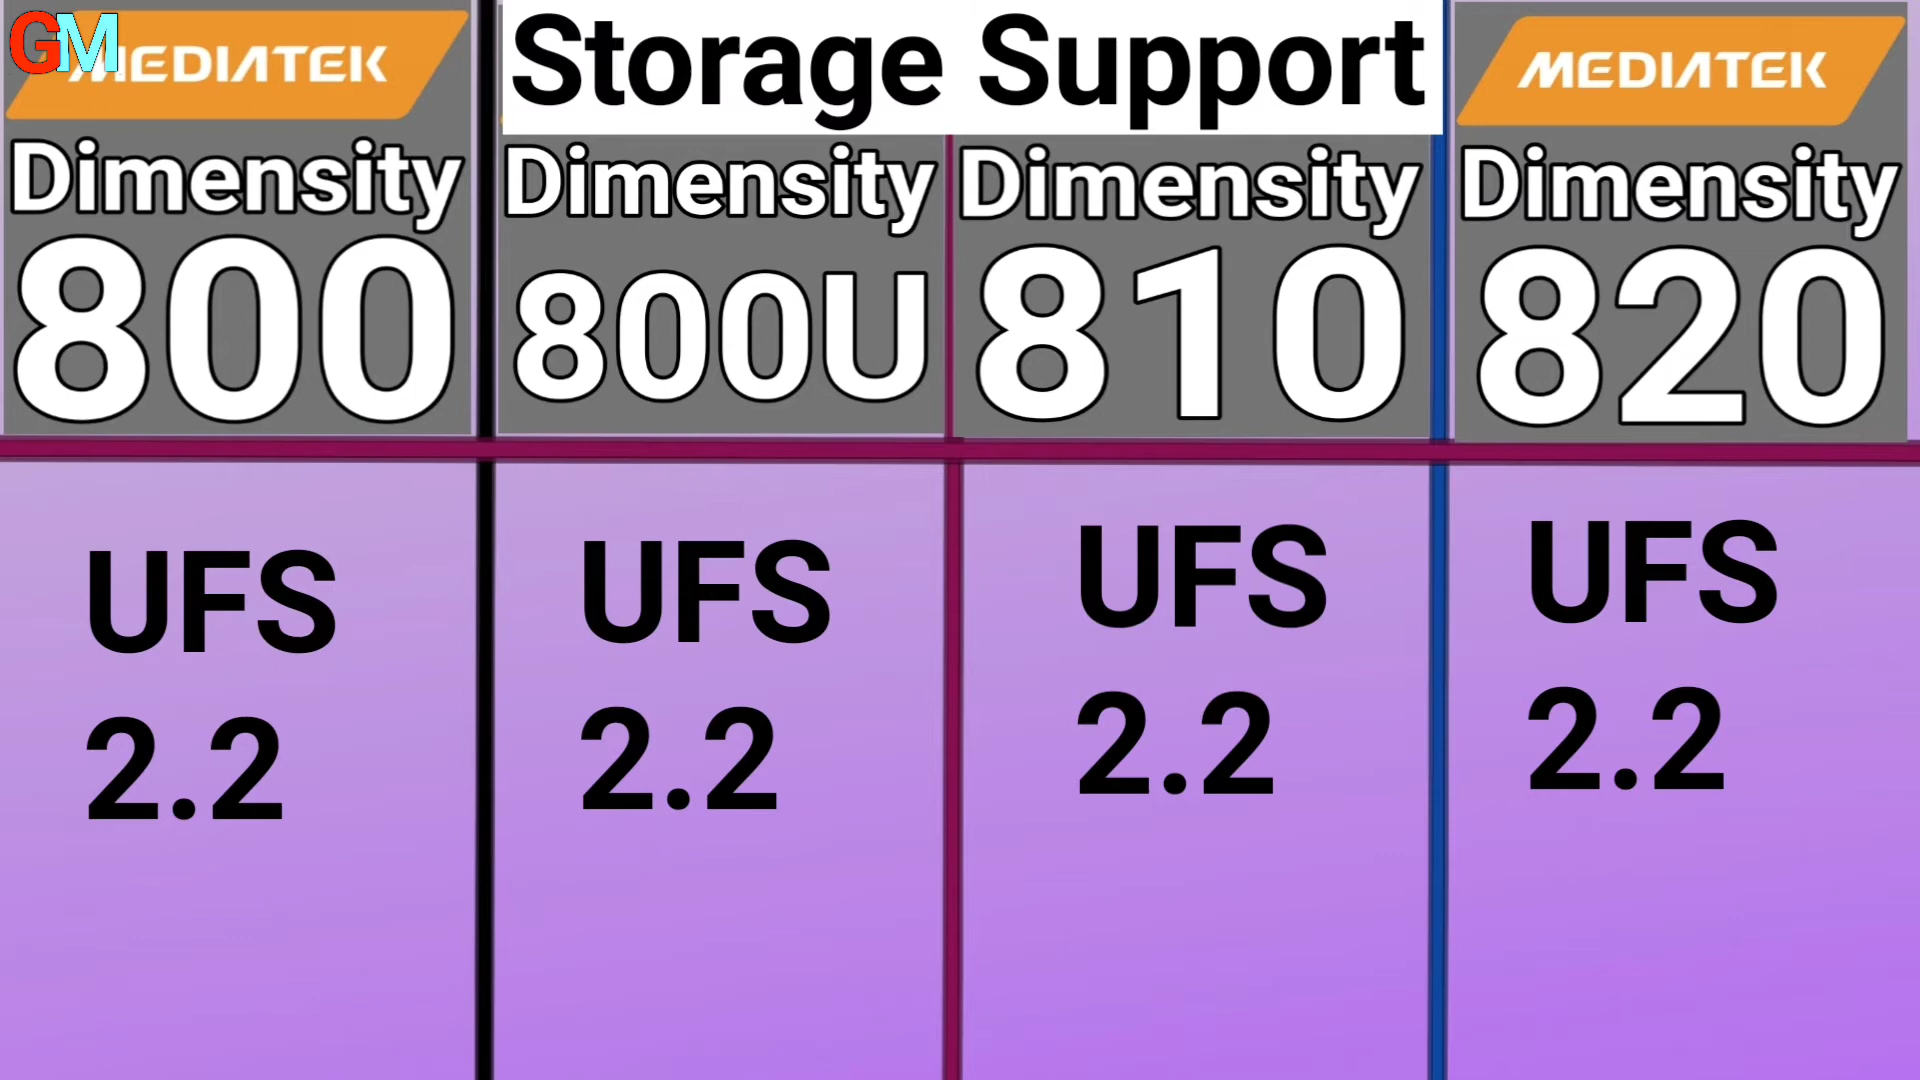 GM
MEDIATEK
Storage Support
MEDIATEK
Dimensity
800
Dimensity
800U
Dimensity
810
Dimensity
820
UFS
2.2
UFS
2.2
UFS
2.2
UFS
2.2